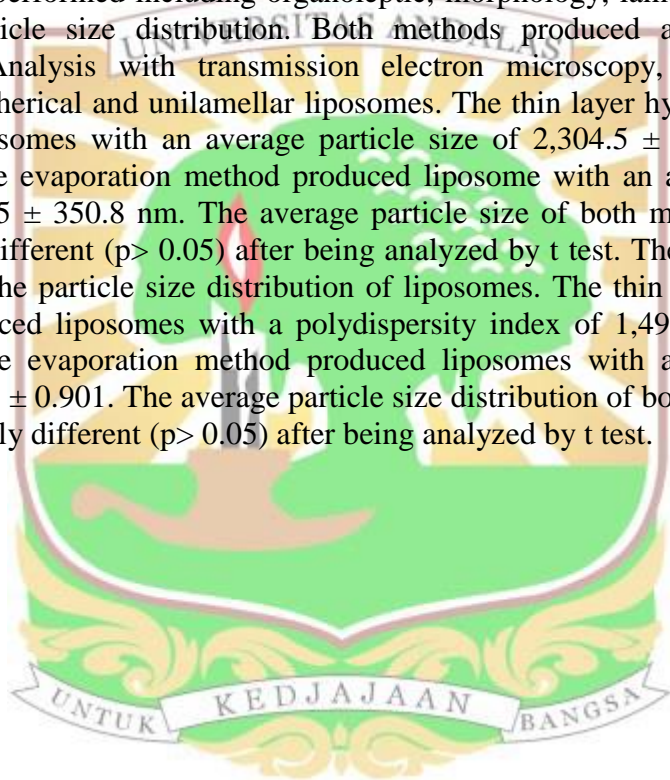 performed including organoleptic, morphology, lam
cle size distribution. Both methods produced a
UNIVERSITAS ANDALAS
nalysis with transmission electron microscopy,
herical and unilamellar liposomes. The thin layer hy
somes with an average particle size of 2,304.5 ±
e evaporation method produced liposome with an a
5 ± 350.8 nm. The average particle size of both m
ifferent (p> 0.05) after being analyzed by t test. The
he particle size distribution of liposomes. The thin
ced liposomes with a polydispersity index of 1,49
e evaporation method produced liposomes with a
± 0.901. The average particle size distribution of bo
ly different (p> 0.05) after being analyzed by t test.
UNTUK KEDJAJAAN BANGSA